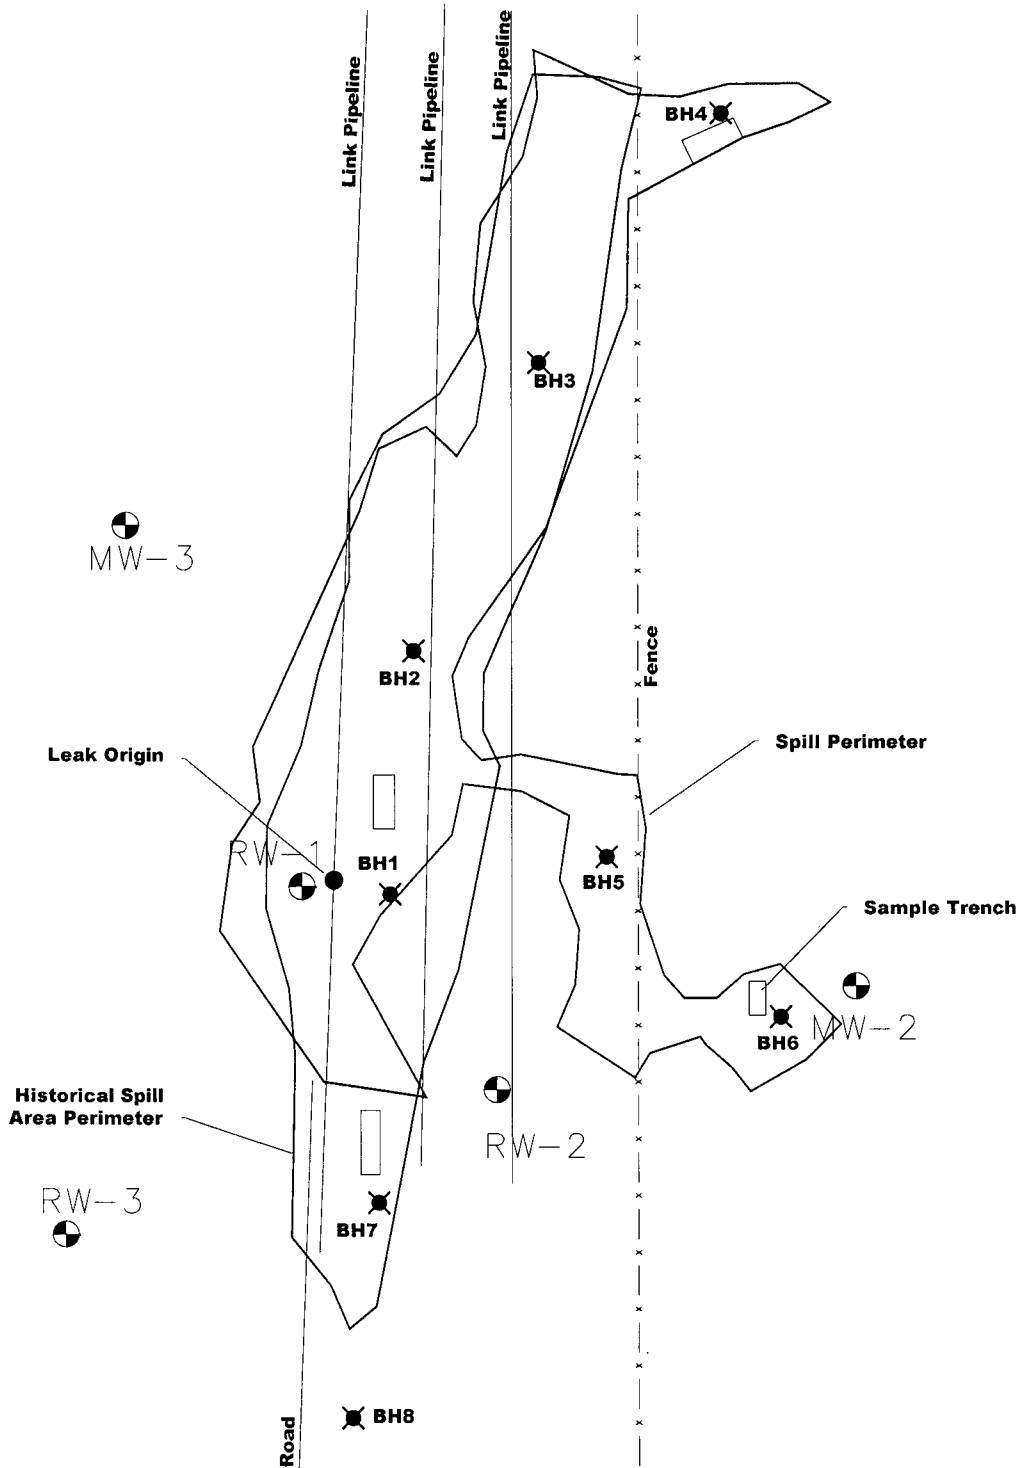 Link Pipeline
Link Pipeline
Link Pipeline
BH4
BH3
MW-3
BH2
Fence
Leak Origin
Spill Perimeter
RW-1
BH1
BH5
Sample Trench
BH6
MW-2
Historical Spill
Area Perimeter
RW-2
RW-3
BH7
BH8
Road